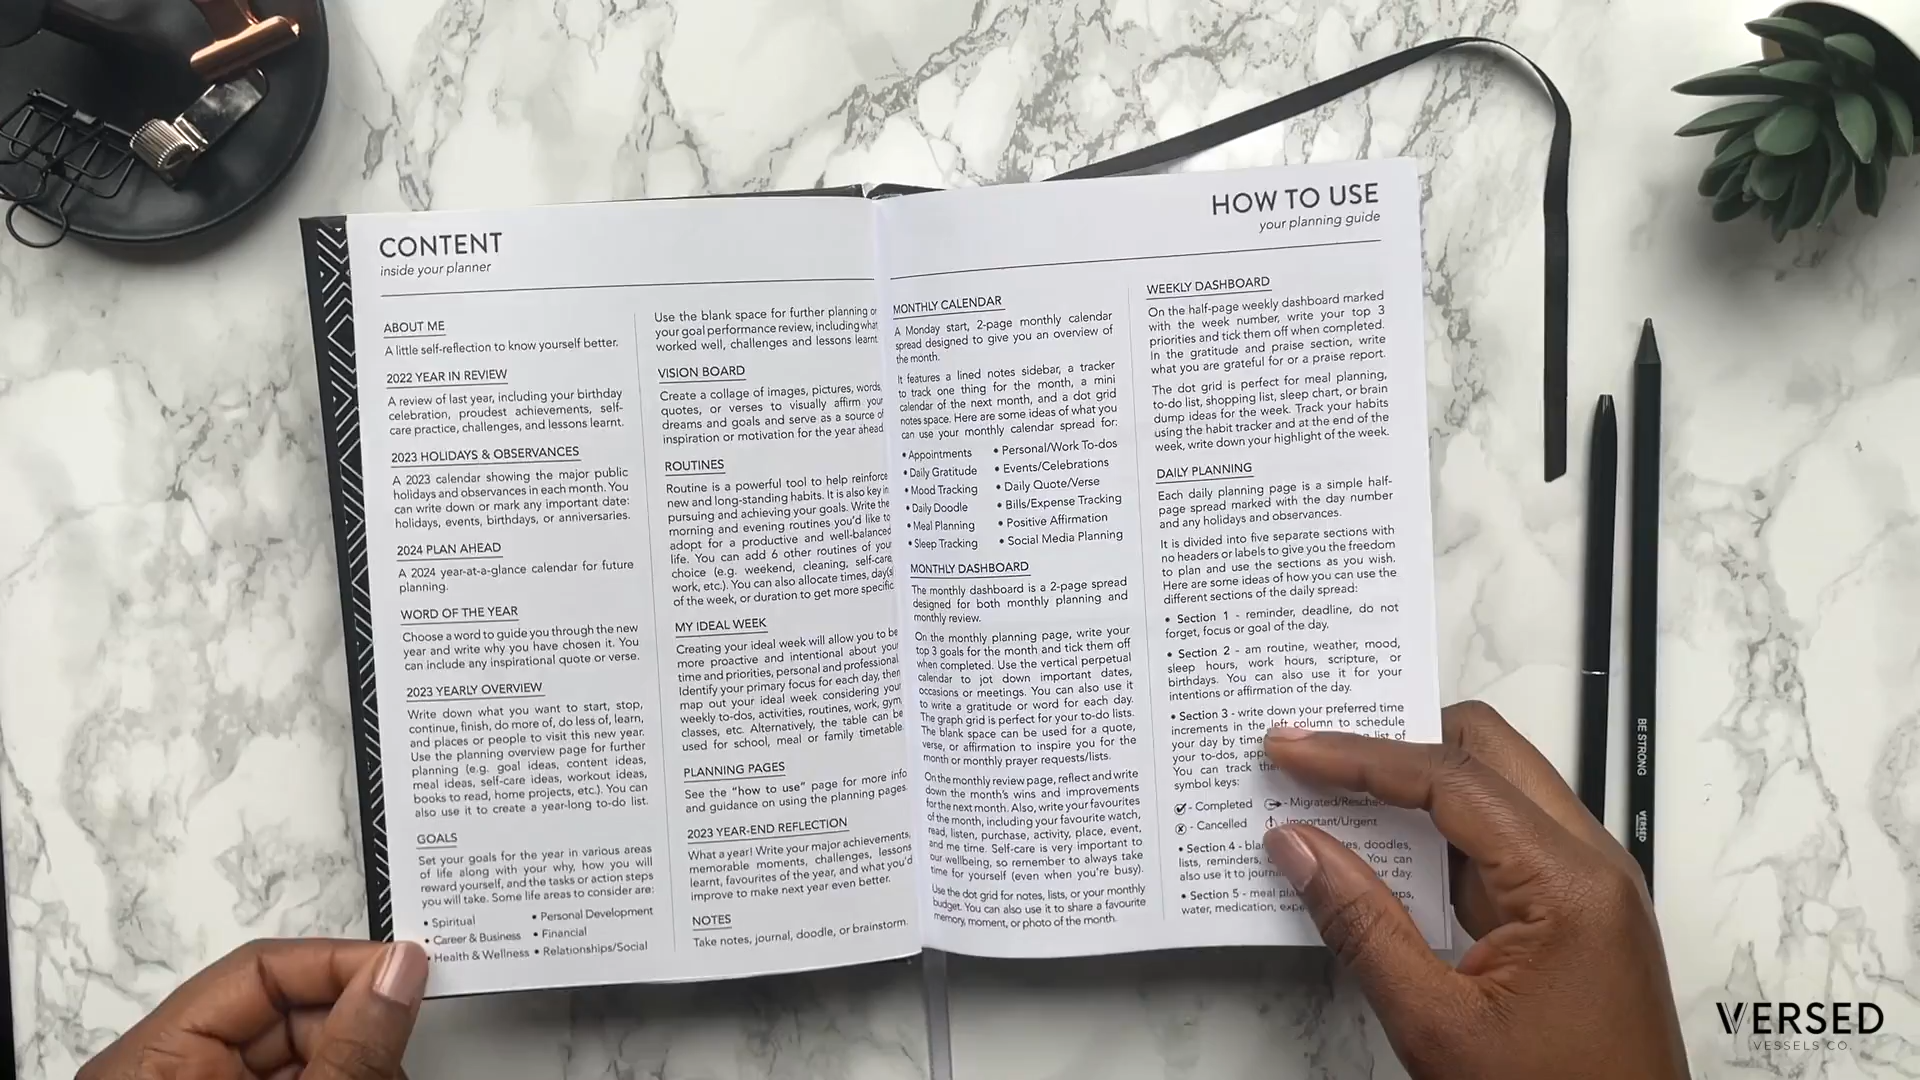 CONTENT
inside your planner
ABOUT ME
A little self-reflection to know yourself better.
2022 YEAR IN REVIEW
A review of last year, including your birthday
celebration, proudest achievements, self-
care practice, challenges, and lessons learnt.
2023 HOLIDAYS & OBSERVANCES
A 2023 calendar showing the major public
holidays and observances in each month. You
can write down or mark any important date:
holidays, events, birthdays, or anniversaries.
2024 PLAN AHEAD
A 2024 year-at-a-glance calendar for future
planning.
WORD OF THE YEAR
Choose a word to guide you through the new
year and write why you have chosen it. You
can include any inspirational quote or verse.
2023 YEARLY OVERVIEW
Write down what you want to start, stop,
continue, finish, do more of, do less of, learn,
and places or people to visit this new year.
Use the planning overview page for further
planning (e.g. goal ideas, content ideas,
meal ideas, self-care ideas, workout ideas,
books to read, home projects, etc.). You can
also use it to create a year-long to-do list.
GOALS
Set your goals for the year in various areas
of life along with your why, how you will
reward yourself, and the tasks or action steps
you will take. Some life areas to consider are:
• Spiritual
• Career & Business
• Health & Wellness
• Personal Development
• Financial
• Relationships/Social
Use the blank space for further planning or
your goal performance review, including what
worked well, challenges and lessons learnt.
VISION BOARD
Create a collage of images, pictures, words,
quotes, or verses to visually affirm your
dreams and goals and serve as a source of
inspiration or motivation for the year ahead
ROUTINES
Routine is a powerful tool to help reinforce
new and long-standing habits. It is also key in
pursuing and achieving your goals. Write the
morning and evening routines you'd like to
adopt for a productive and well-balanced
life. You can add 6 other routines of your
choice (e.g. weekend, cleaning, self-care,
work, etc.). You can also allocate times, day(s)
of the week, or duration to get more specific
MY IDEAL WEEK
Creating your ideal week will allow you to be
more proactive and intentional about your
time and priorities, personal and professional.
Identify your primary focus for each day, then
map out your ideal week considering your
weekly to-dos, activities, routines, work, gym,
classes, etc. Alternatively, the table can be
used for school, meal or family timetable
PLANNING PAGES
See the "how to use" page for more info
and guidance on using the planning pages.
2023 YEAR-END REFLECTION
What a year! Write your major achievements,
memorable moments, challenges, lessons
learnt, favourites of the year, and what you'd
improve to make next year even better.
NOTES
Take notes, journal, doodle, or brainstorm.
HOW TO USE
your planning guide
MONTHLY CALENDAR
A Monday start, 2-page monthly calendar
spread designed to give you an overview of
the month.
It features a lined notes sidebar, a tracker
to track one thing for the month, a mini
calendar of the next month, and a dot grid
notes space. Here are some ideas of what you
can use your monthly calendar spread for:
• Appointments
• Daily Gratitude
• Mood Tracking
• Daily Doodle
• Meal Planning
• Sleep Tracking
• Personal/Work To-dos
• Events/Celebrations
• Daily Quote/Verse
• Bills/Expense Tracking
• Positive Affirmation
• Social Media Planning
MONTHLY DASHBOARD
The monthly dashboard is a 2-page spread
designed for both monthly planning and
monthly review.
On the monthly planning page, write your
top 3 goals for the month and tick them off
when completed. Use the vertical perpetual
calendar to jot down important dates,
occasions or meetings. You can also use it
to write a gratitude or word for each day.
The graph grid is perfect for your to-do lists.
The blank space can be used for a quote,
verse, or affirmation to inspire you for the
month or monthly prayer requests/lists.
On the monthly review page, reflect and write
down the month's wins and improvements
for the next month. Also, write your favourites
of the month, including your favourite watch,
read, listen, purchase, activity, place, event,
and me time. Self-care is very important to
our wellbeing, so remember to always take
time for yourself (even when you're busy).
Use the dot grid for notes, lists, or your monthly
budget. You can also use it to share a favourite
memory, moment, or photo of the month.
WEEKLY DASHBOARD
On the half-page weekly dashboard marked
with the week number, write your top 3
priorities and tick them off when completed.
In the gratitude and praise section, write
what you are grateful for or a praise report.
The dot grid is perfect for meal planning,
to-do list, shopping list, sleep chart, or brain
dump ideas for the week. Track your habits
using the habit tracker and at the end of the
week, write down your highlight of the week.
DAILY PLANNING
Each daily planning page is a simple half-
page spread marked with the day number
and any holidays and observances.
It is divided into five separate sections with
no headers or labels to give you the freedom
to plan and use the sections as you wish.
Here are some ideas of how you can use the
different sections of the daily spread:
• Section 1 - reminder, deadline, do not
forget, focus or goal of the day.
• Section 2 - am routine, weather, mood,
sleep hours, work hours, scripture, or
birthdays. You can also use it for your
intentions or affirmation of the day.
• Section 3 - write down your preferred time
increments in the left column to schedule
your day by time list of
your to-dos,
You can track
symbol keys:
- Completed
- Migrated/
- Cancelled
- Important/Urgent
• Section 4 - doodles,
lists, reminders, You can
also use it to day.
• Section 5 - meal
water, medication,
BE STRONG
VERSED
VERSED
VESSELS CO.